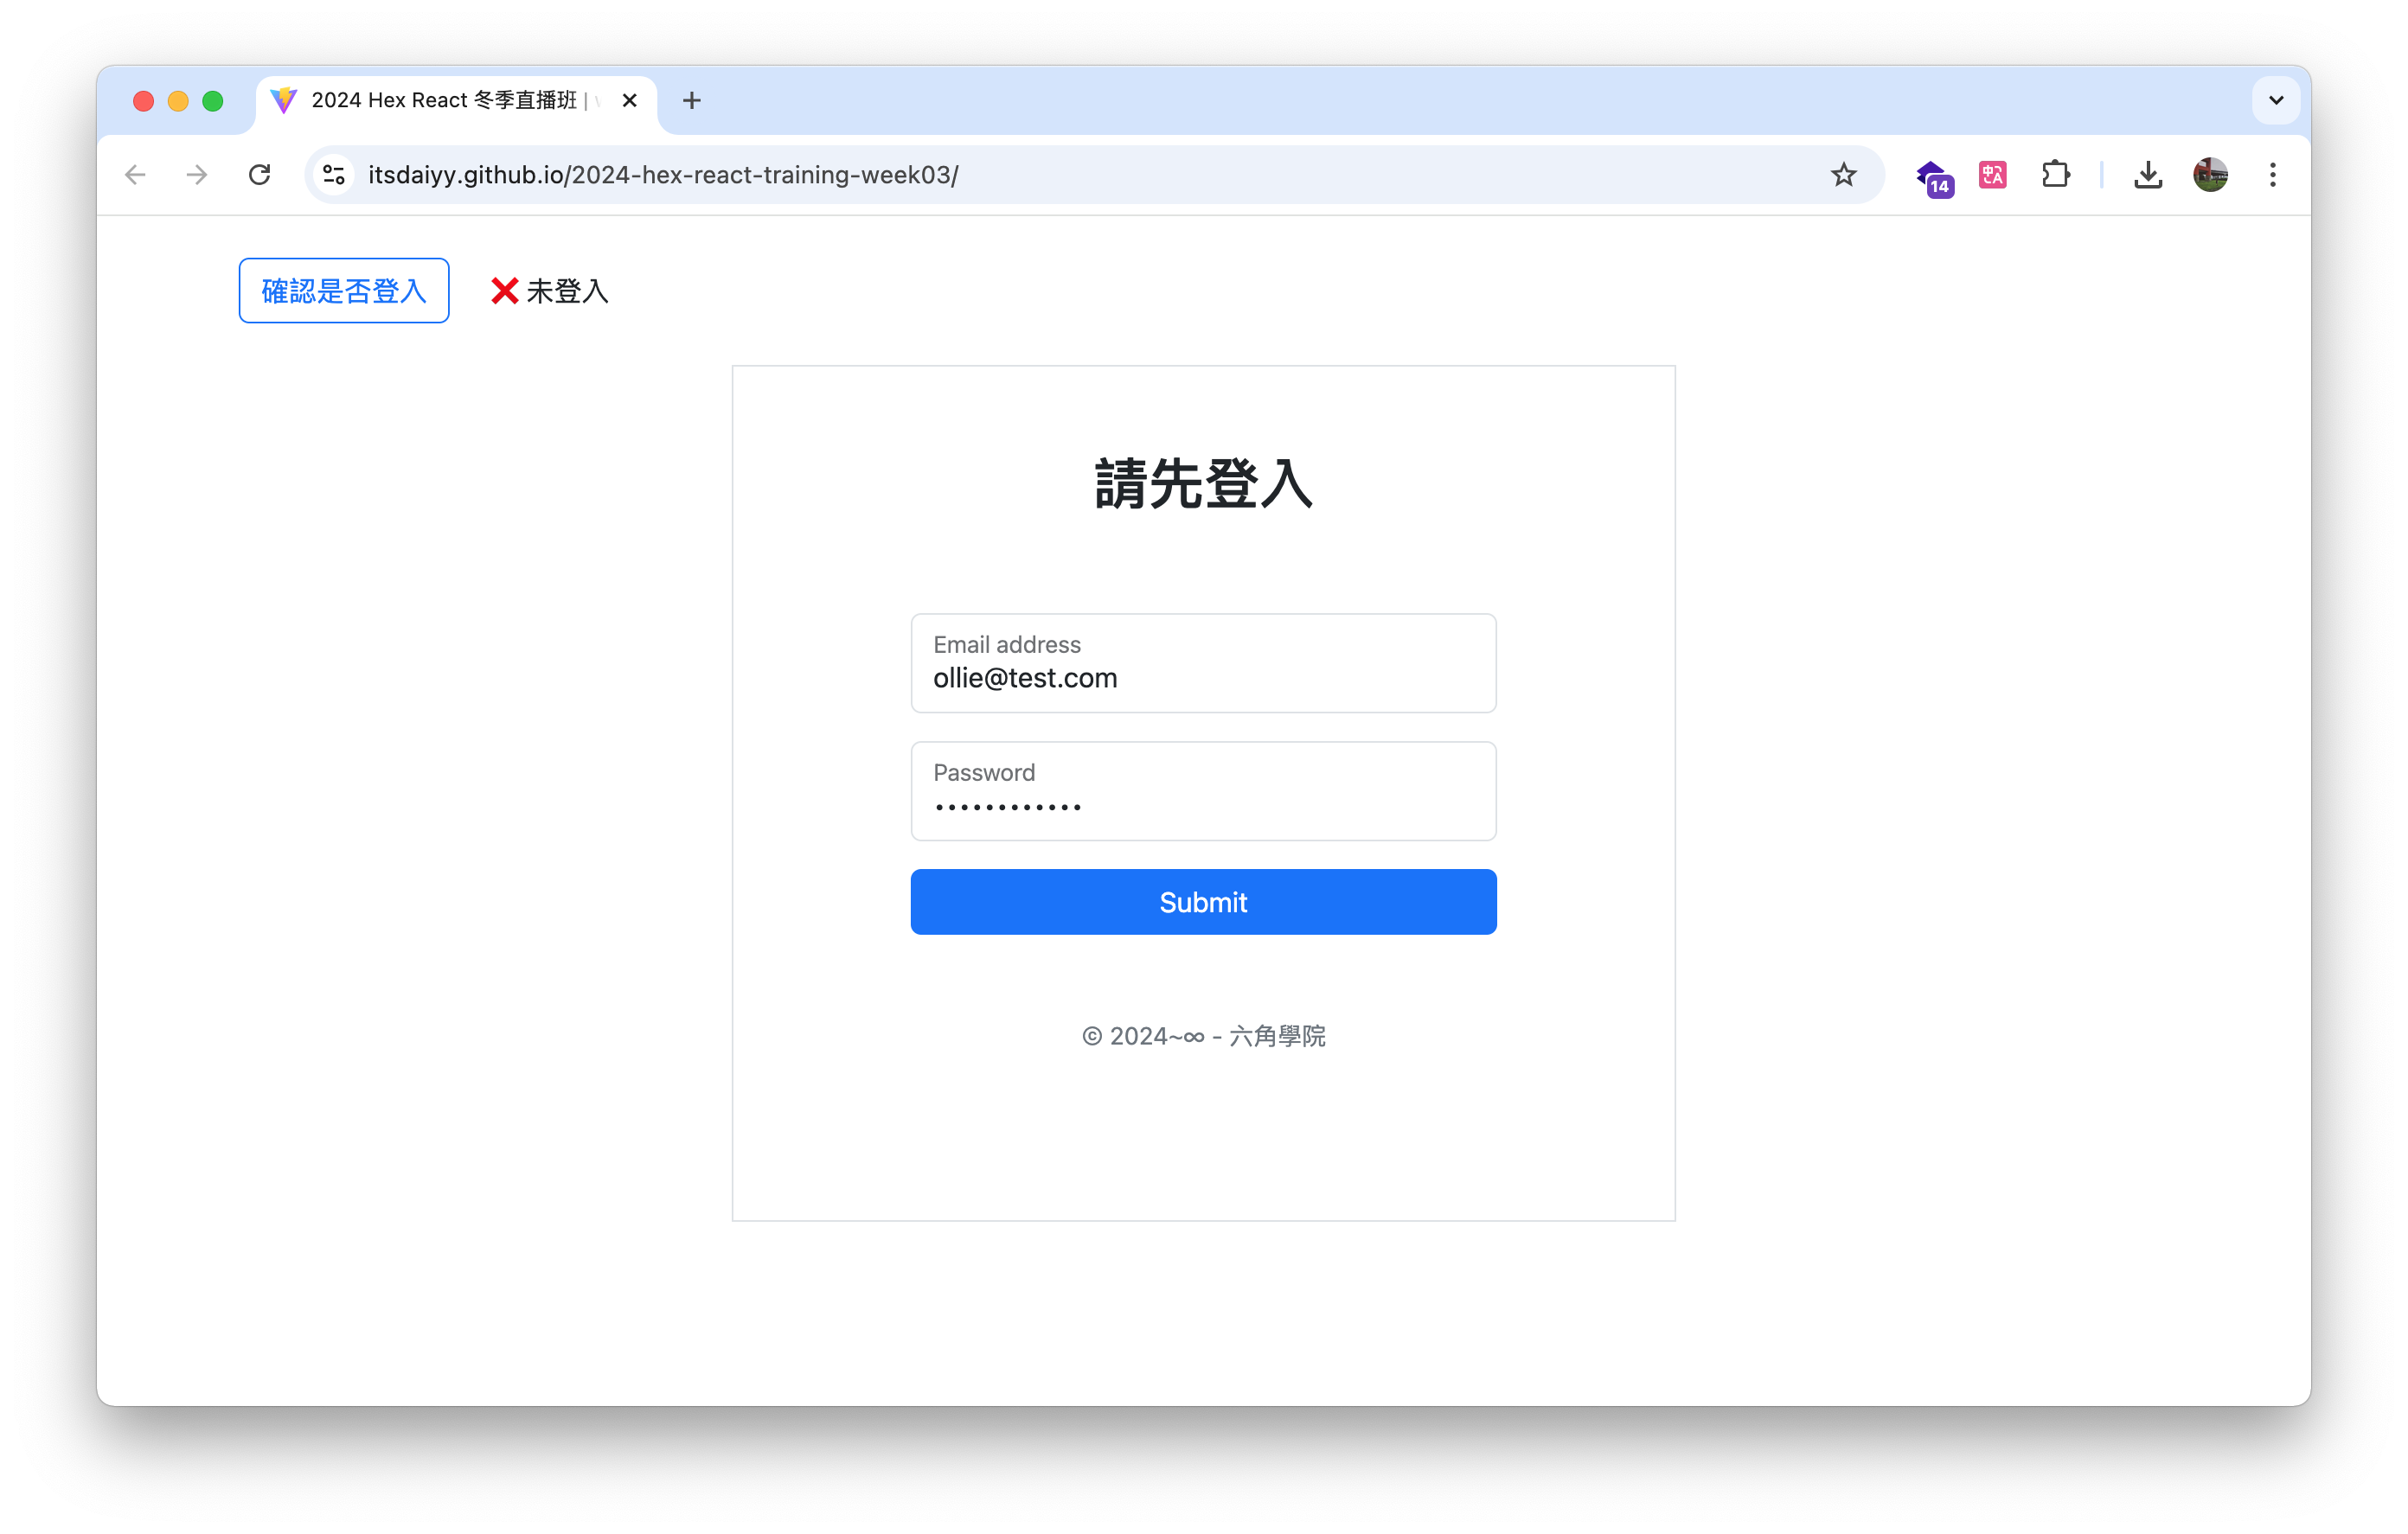 2024 Hex React 冬季直播班 |
itsdaiyy.github.io/2024-hex-react-training-week03/
14
中A
確認是否登入
❌ 未登入
請先登入
Email address
ollie@test.com
Password
••••••••••••
Submit
© 2024~∞ - 六角學院